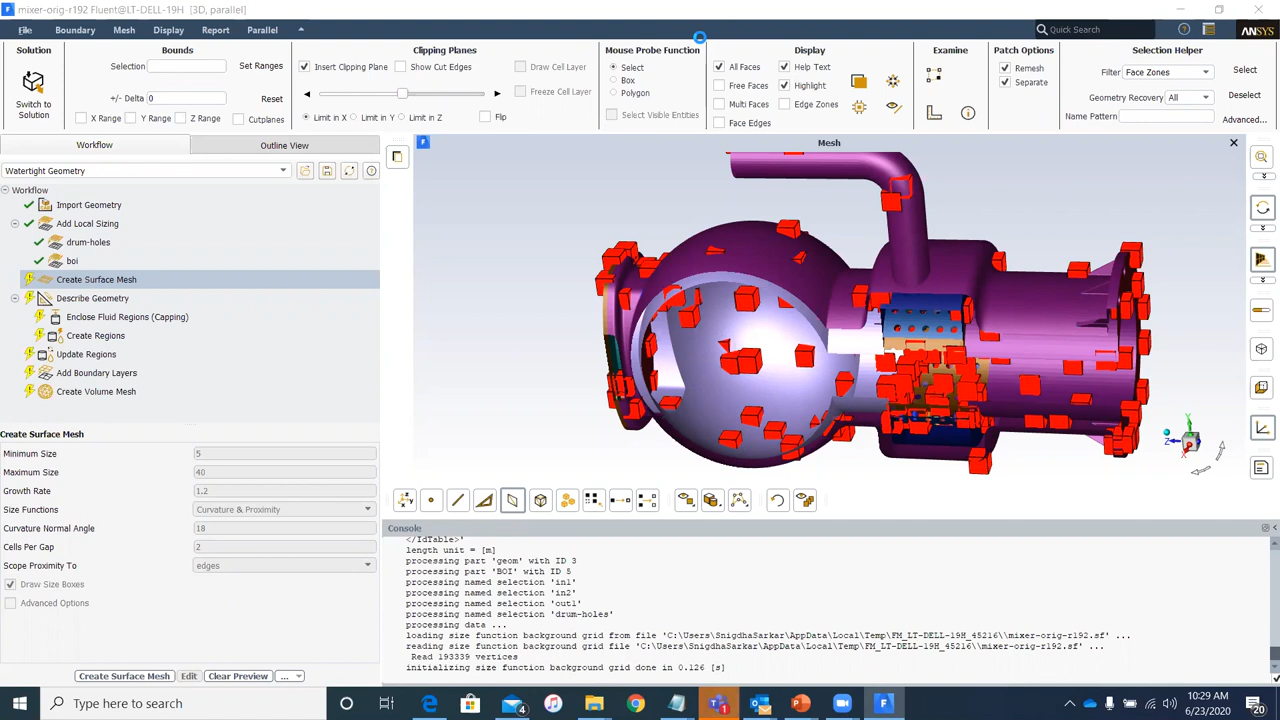 mixer-orig-r192 Fluent@LT-DELL-19H [3D, parallel]
File Boundary Mesh Display Report Parallel
Quick Search
ANSYS
Solution
Switch to
Solution
Bounds
Selection
Set Ranges
+/- Delta 0
Reset
X Range Y Range Z Range Cutplanes
Clipping Planes
Insert Clipping Plane Show Cut Edges Draw Cell Layer
Freeze Cell Layer
Limit in X Limit in Y Limit in Z Flip
Mouse Probe Function
Select
Box
Polygon
Select Visible Entities
Display
All Faces Help Text
Free Faces Highlight
Multi Faces Edge Zones
Face Edges
Examine
Patch Options
Remesh
Separate
Selection Helper
Filter Face Zones Select
Geometry Recovery All Deselect
Name Pattern Advanced...
Workflow Outline View
Watertight Geometry
Workflow
Import Geometry
Add Local Sizing
drum-holes
boi
Create Surface Mesh
Describe Geometry
Enclose Fluid Regions (Capping)
Create Regions
Update Regions
Add Boundary Layers
Create Volume Mesh
Create Surface Mesh
Minimum Size 5
Maximum Size 40
Growth Rate 1.2
Size Functions Curvature & Proximity
Curvature Normal Angle 18
Cells Per Gap 2
Scope Proximity To edges
Draw Size Boxes
Advanced Options
Create Surface Mesh Edit Clear Preview ...
Mesh
Y
Z
X
Console
</IdTable>'
length unit = [m]
processing part 'geom' with ID 3
processing part 'BOI' with ID 5
processing named selection 'in1'
processing named selection 'in2'
processing named selection 'out1'
processing named selection 'drum-holes'
processing data ...
loading size function background grid from file 'C:\Users\SnigdhaSarkar\AppData\Local\Temp\FM_LT-DELL-19H_45216\\mixer-orig-r192.sf' ...
reading size function background grid file 'C:\Users\SnigdhaSarkar\AppData\Local\Temp\FM_LT-DELL-19H_45216\\mixer-orig-r192.sf' ...
Read 193339 vertices
initializing size function background grid done in 0.126 [s]
Type here to search
4
1
10:29 AM
6/23/2020
20